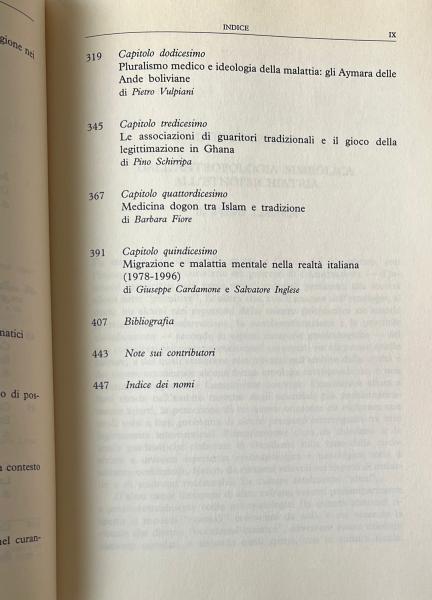 gione nei
matici
o di pos-
a contesto
nel curan-
INDICE
IX
319 Capitolo dodicesimo
Pluralismo medico e ideologia della malattia: gli Aymara delle
Ande boliviane
di Pietro Vulpiani
345 Capitolo tredicesimo
Le associazioni di guaritori tradizionali e il gioco della
legittimazione in Ghana
di Pino Schirripa
367 Capitolo quattordicesimo
Medicina dogon tra Islam e tradizione
di Barbara Fiore
391 Capitolo quindicesimo
Migrazione e malattia mentale nella realtà italiana
(1978-1996)
di Giuseppe Cardamone e Salvatore Inglese
407 Bibliografia
443 Note sui contributori
447 Indice dei nomi